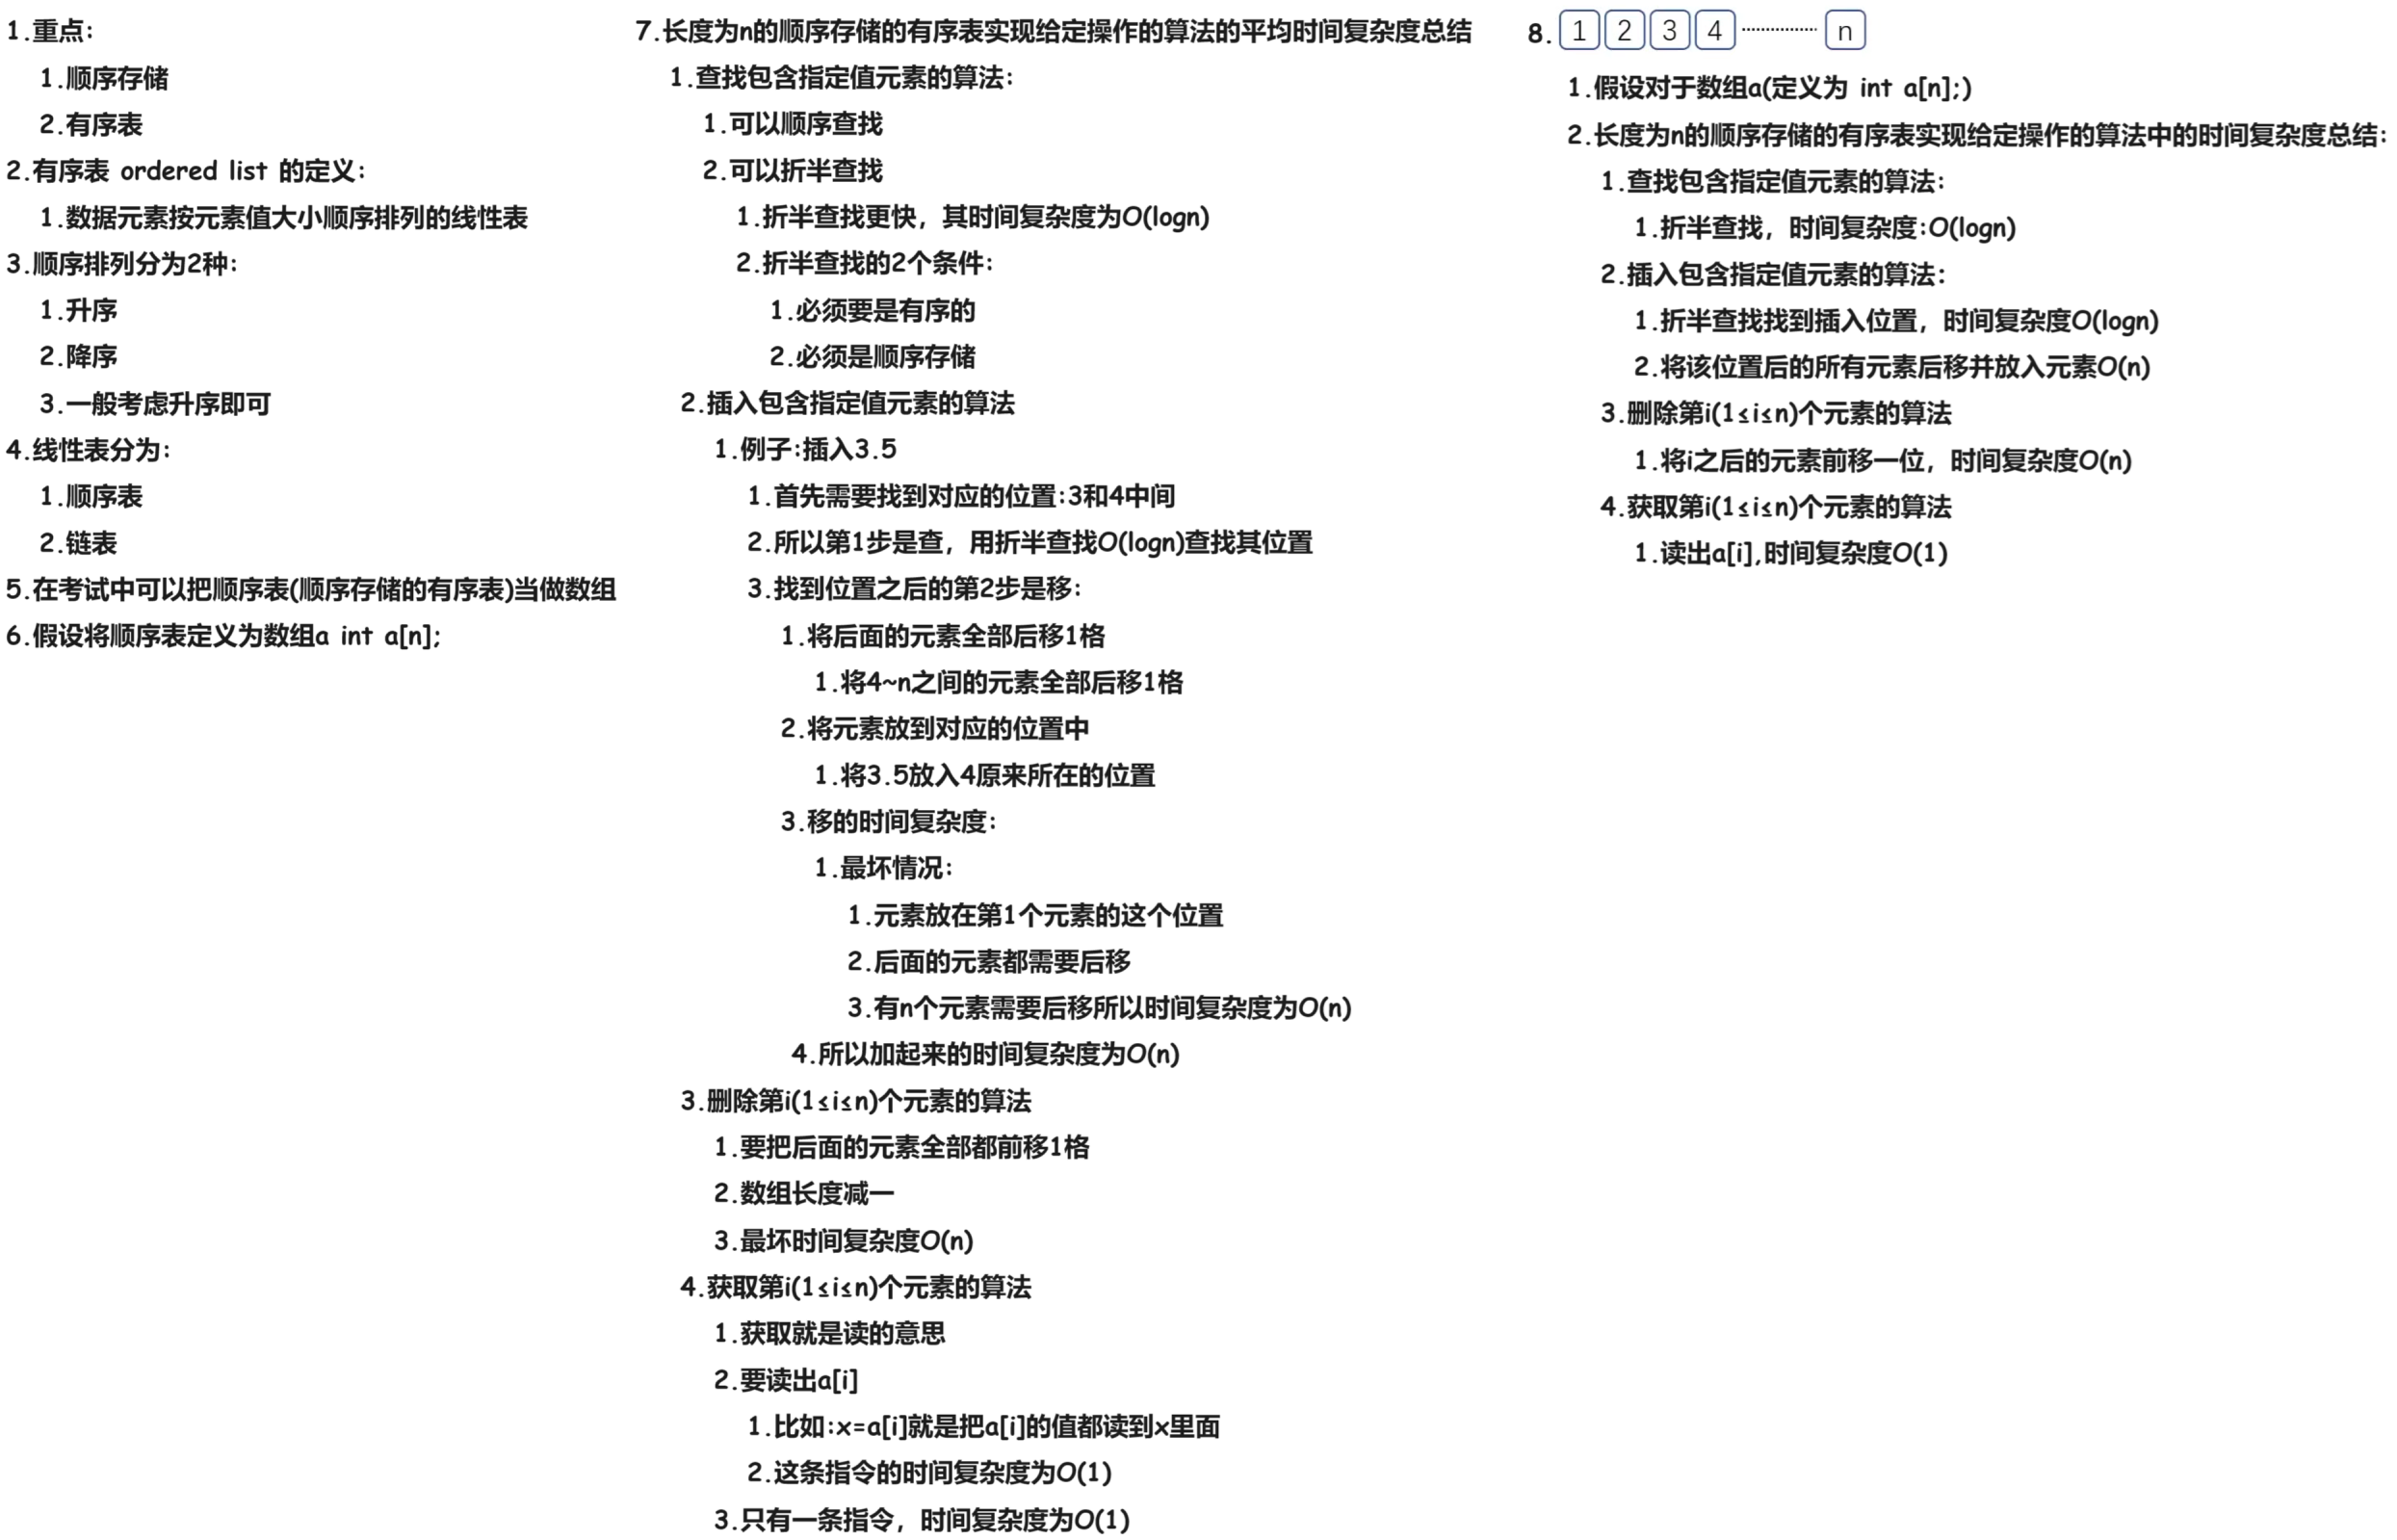 1.重点:
1.顺序存储
2.有序表
2.有序表 ordered list 的定义:
1.数据元素按元素值大小顺序排列的线性表
3.顺序排列分为2种:
1.升序
2.降序
3.一般考虑升序即可
4.线性表分为:
1.顺序表
2.链表
5.在考试中可以把顺序表(顺序存储的有序表)当做数组
6.假设将顺序表定义为数组a int a[n];
7.长度为n的顺序存储的有序表实现给定操作的算法的平均时间复杂度总结
1.查找包含指定值元素的算法:
1.可以顺序查找
2.可以折半查找
1.折半查找更快，其时间复杂度为O(logn)
2.折半查找的2个条件:
1.必须要是有序的
2.必须是顺序存储
2.插入包含指定值元素的算法
1.例子:插入3.5
1.首先需要找到对应的位置:3和4中间
2.所以第1步是查，用折半查找O(logn)查找其位置
3.找到位置之后的第2步是移:
1.将后面的元素全部后移1格
1.将4~n之间的元素全部后移1格
2.将元素放到对应的位置中
1.将3.5放入4原来所在的位置
3.移的时间复杂度:
1.最坏情况:
1.元素放在第1个元素的这个位置
2.后面的元素都需要后移
3.有n个元素需要后移所以时间复杂度为O(n)
4.所以加起来的时间复杂度为O(n)
3.删除第i(1≤i≤n)个元素的算法
1.要把后面的元素全部都前移1格
2.数组长度减一
3.最坏时间复杂度O(n)
4.获取第i(1≤i≤n)个元素的算法
1.获取就是读的意思
2.要读出a[i]
1.比如:x=a[i]就是把a[i]的值都读到x里面
2.这条指令的时间复杂度为O(1)
3.只有一条指令，时间复杂度为O(1)
8. 1 2 3 4 ……………… n
1.假设对于数组a(定义为 int a[n];)
2.长度为n的顺序存储的有序表实现给定操作的算法中的时间复杂度总结:
1.查找包含指定值元素的算法:
1.折半查找，时间复杂度:O(logn)
2.插入包含指定值元素的算法:
1.折半查找找到插入位置，时间复杂度O(logn)
2.将该位置后的所有元素后移并放入元素O(n)
3.删除第i(1≤i≤n)个元素的算法
1.将i之后的元素前移一位，时间复杂度O(n)
4.获取第i(1≤i≤n)个元素的算法
1.读出a[i],时间复杂度O(1)